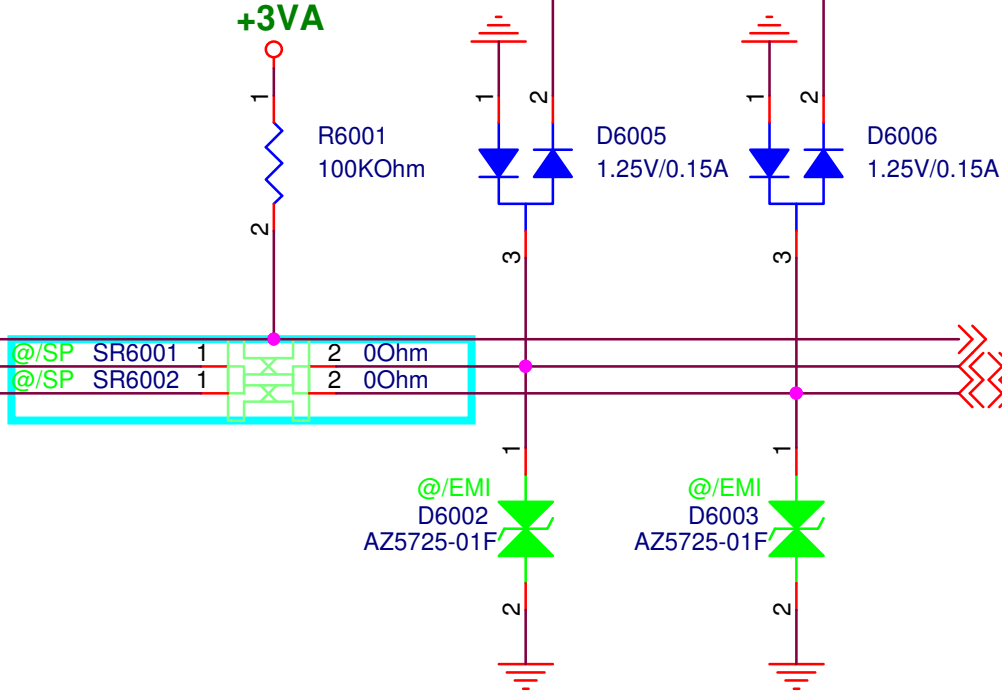 +3VA
1
R6001
100KOhm
2
1
2
D6005
1.25V/0.15A
3
1
2
D6006
1.25V/0.15A
3
@/SP SR6001 1 2 0Ohm
@/SP SR6002 1 2 0Ohm
1
@/EMI
D6002
AZ5725-01F
2
1
@/EMI
D6003
AZ5725-01F
2